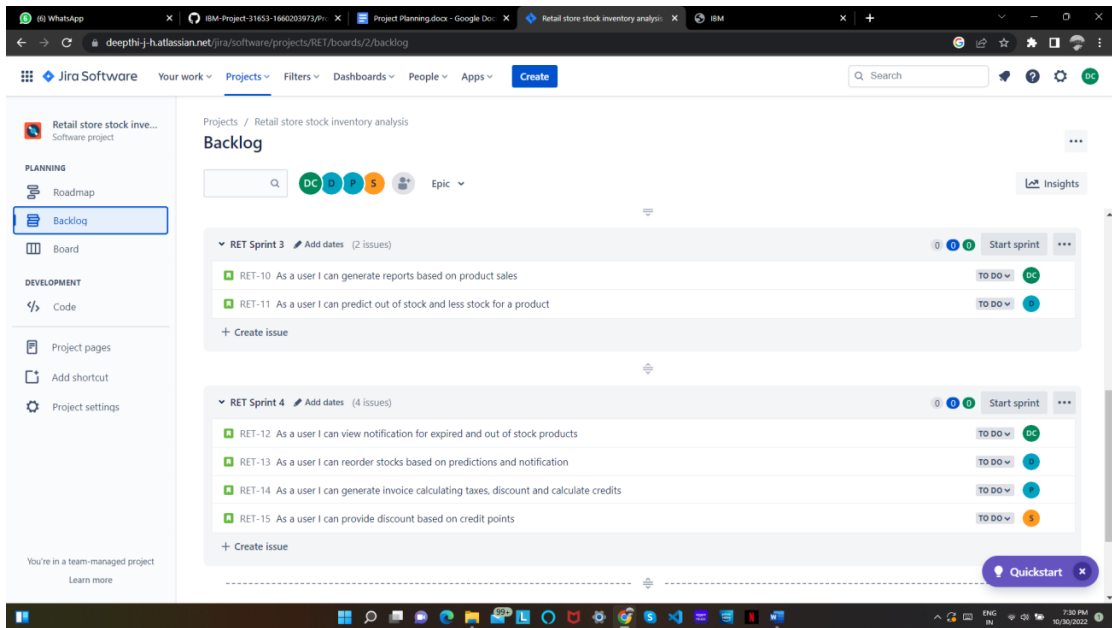 (6) WhatsApp
IBM-Project-31653-1660203973/Pro
Project Planning.docx - Google Doc
Retail store stock inventory analysis
IBM
deepthi-j-h.atlassian.net/jira/software/projects/RET/boards/2/backlog
Jira Software Your work Projects Filters Dashboards People Apps Create Search DC
Retail store stock inve...
Software project
PLANNING
Roadmap
Backlog
Board
DEVELOPMENT
Code
Project pages
Add shortcut
Project settings
You're in a team-managed project
Learn more
Projects / Retail store stock inventory analysis
Backlog
DC D P S Epic Insights
RET Sprint 3 Add dates (2 issues) 0 0 0 Start sprint
RET-10 As a user I can generate reports based on product sales TO DO DC
RET-11 As a user I can predict out of stock and less stock for a product TO DO D
+ Create issue
RET Sprint 4 Add dates (4 issues) 0 0 0 Start sprint
RET-12 As a user I can view notification for expired and out of stock products TO DO DC
RET-13 As a user I can reorder stocks based on predictions and notification TO DO D
RET-14 As a user I can generate invoice calculating taxes, discount and calculate credits TO DO P
RET-15 As a user I can provide discount based on credit points TO DO S
+ Create issue
Quickstart
99+
ENG
IN
7:30 PM
10/30/2022